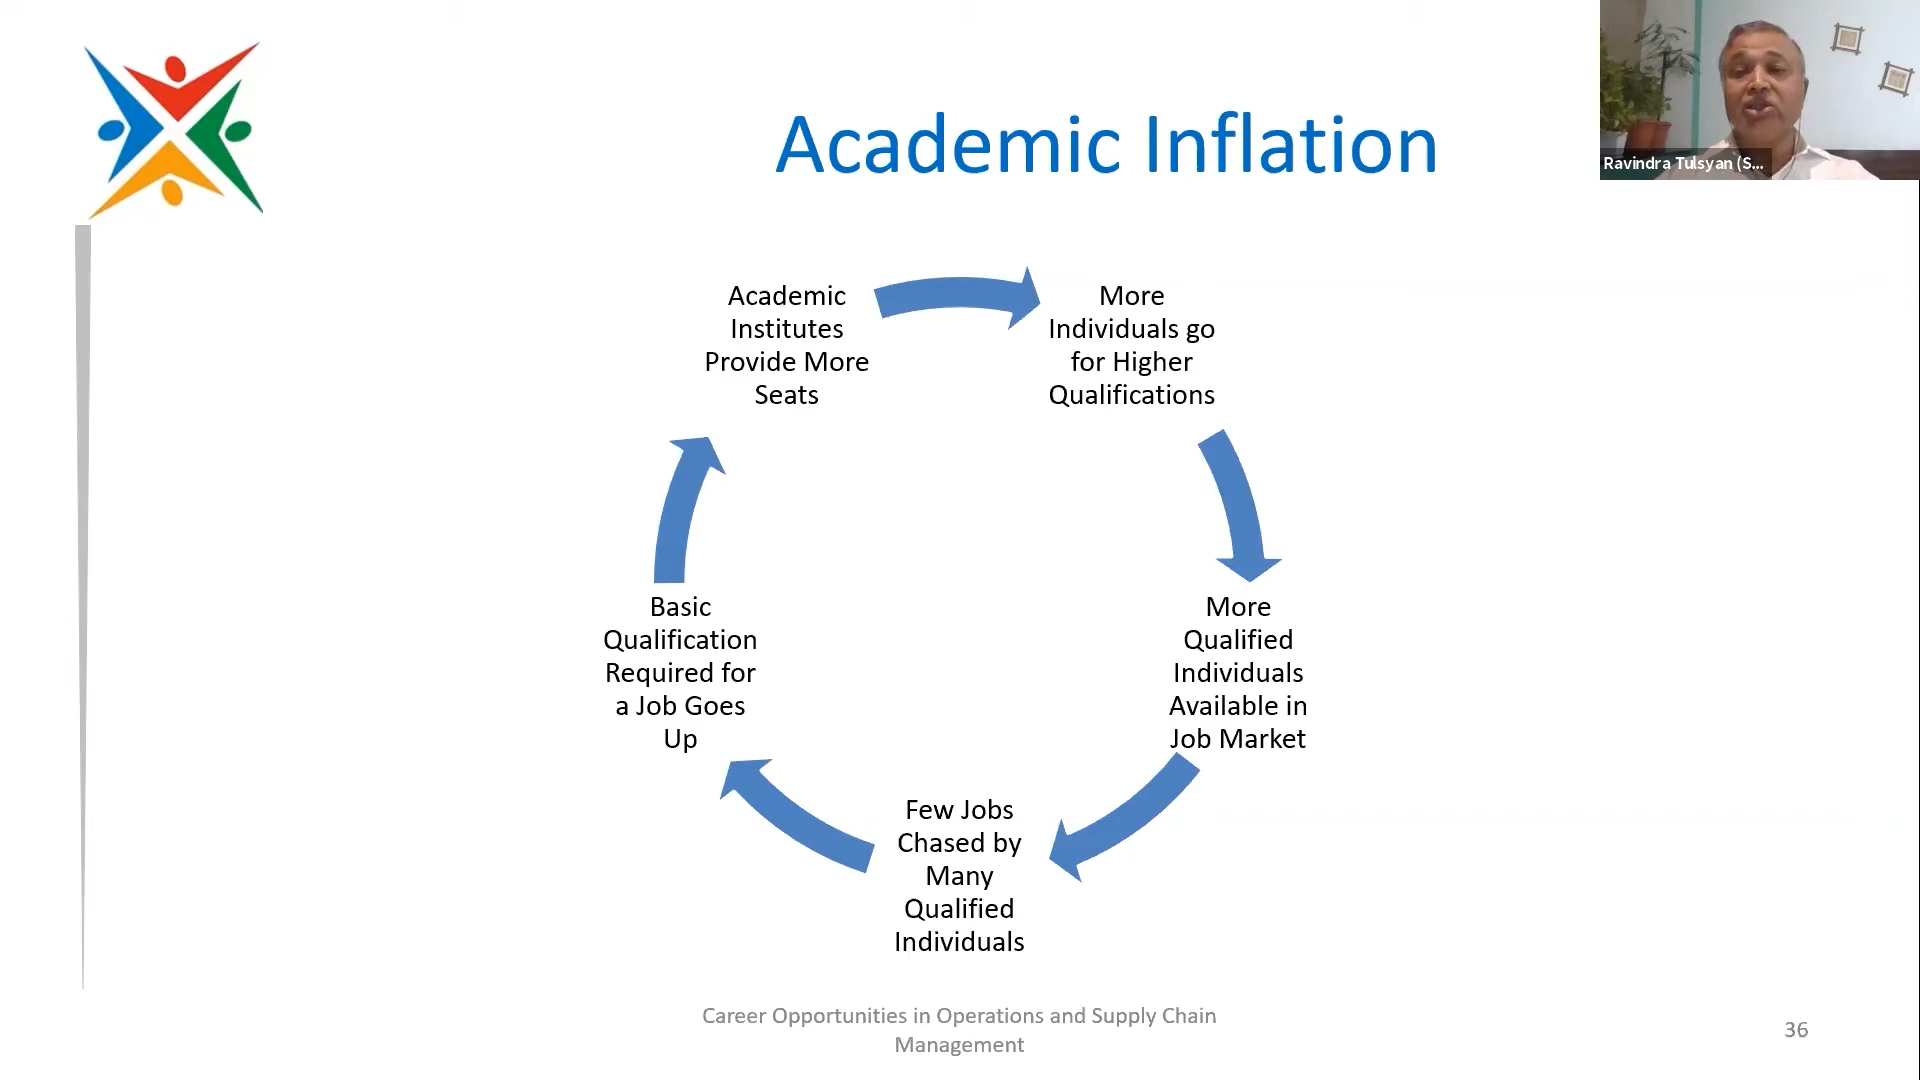 Academic Inflation
Ravindra Tulsyan (S...
Academic
Institutes
Provide More
Seats
More
Individuals go
for Higher
Qualifications
More
Qualified
Individuals
Available in
Job Market
Few Jobs
Chased by
Many
Qualified
Individuals
Basic
Qualification
Required for
a Job Goes
Up
Career Opportunities in Operations and Supply Chain
Management
36